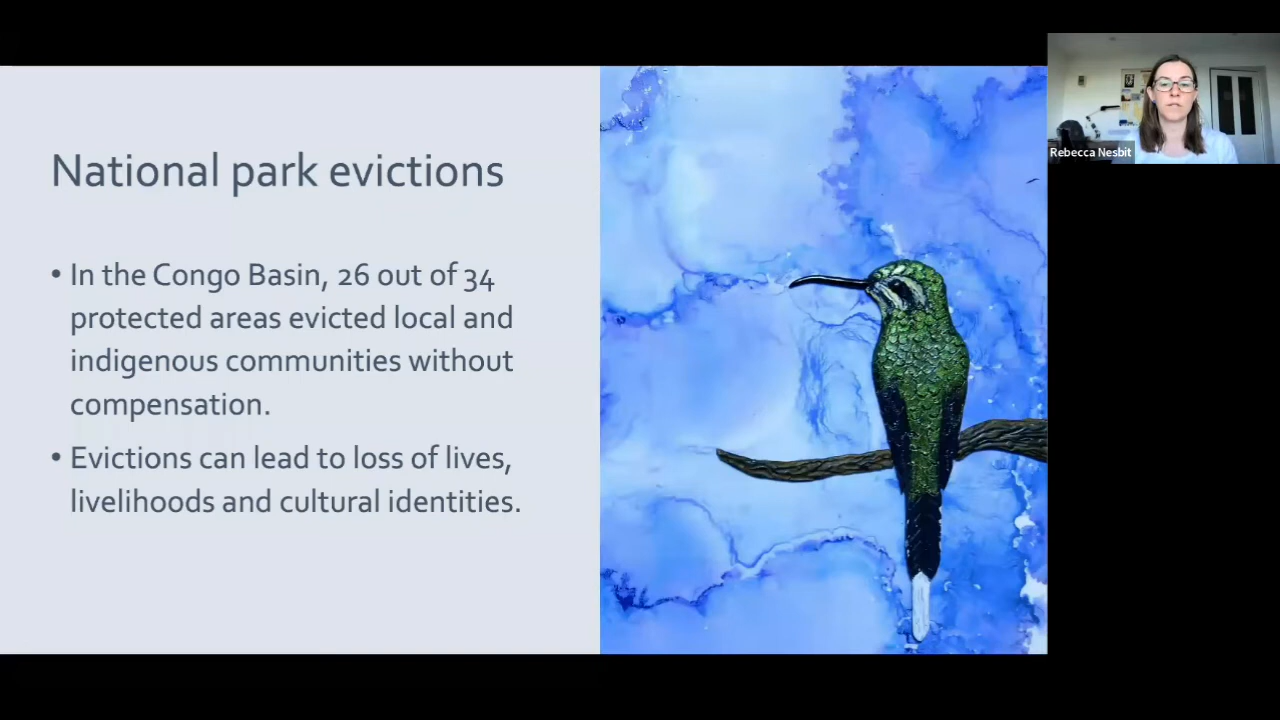 National park evictions
• In the Congo Basin, 26 out of 34
protected areas evicted local and
indigenous communities without
compensation.
• Evictions can lead to loss of lives,
livelihoods and cultural identities.
Rebecca Nesbit